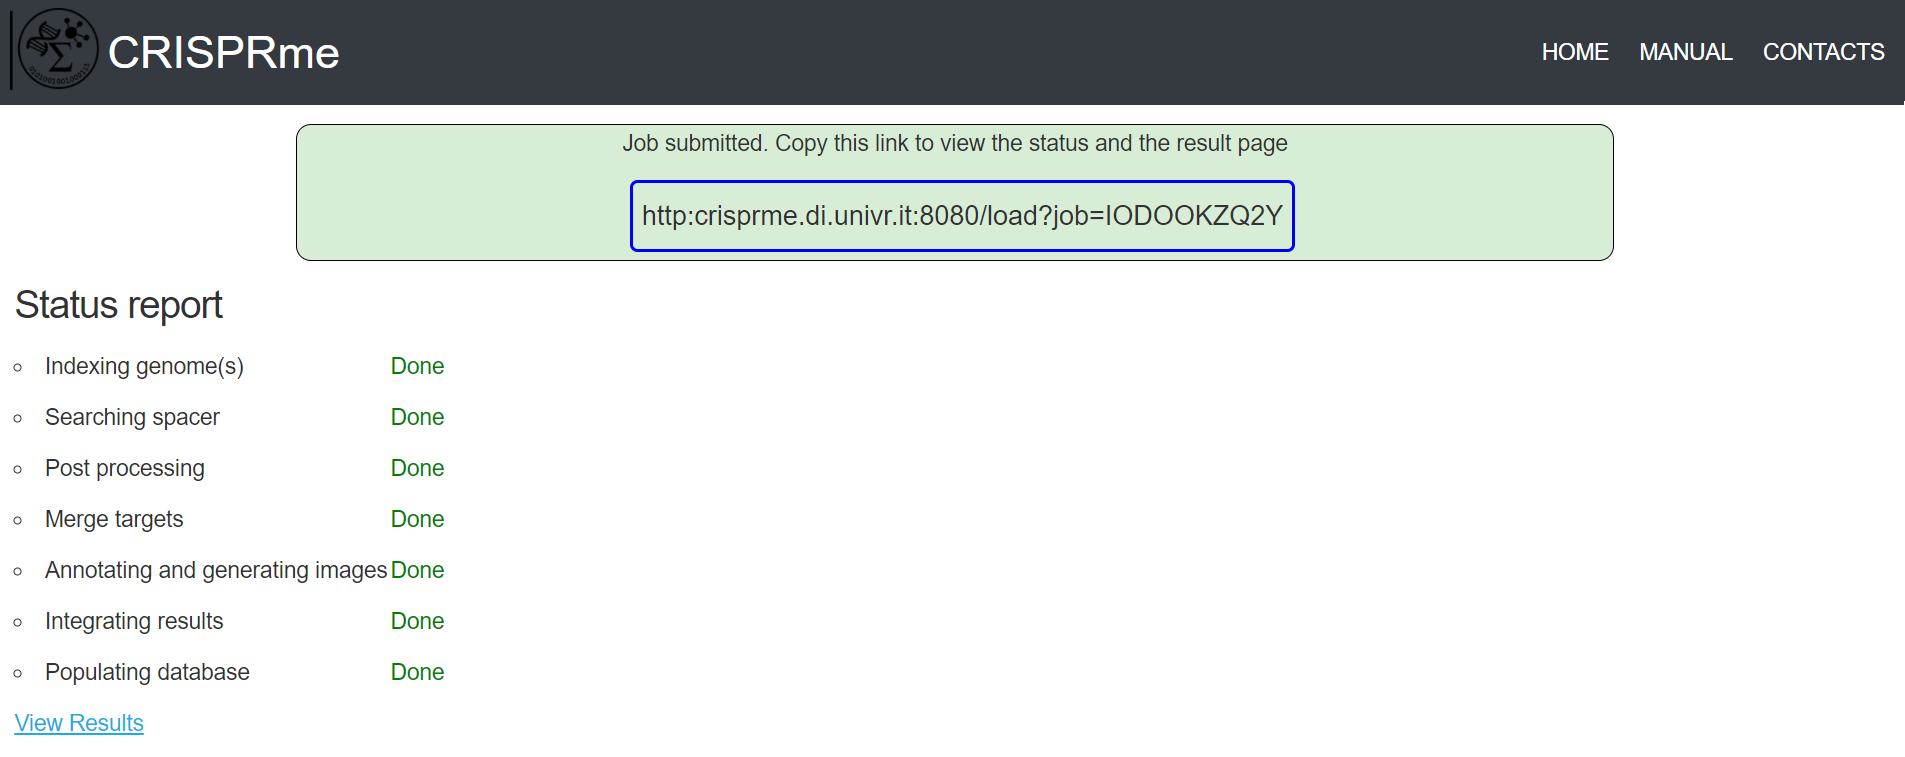 CRISPRme
HOME MANUAL CONTACTS
Job submitted. Copy this link to view the status and the result page
http:crisprme.di.univr.it:8080/load?job=IODOOKZQ2Y
Status report
Indexing genome(s) Done
Searching spacer Done
Post processing Done
Merge targets Done
Annotating and generating images Done
Integrating results Done
Populating database Done
View Results